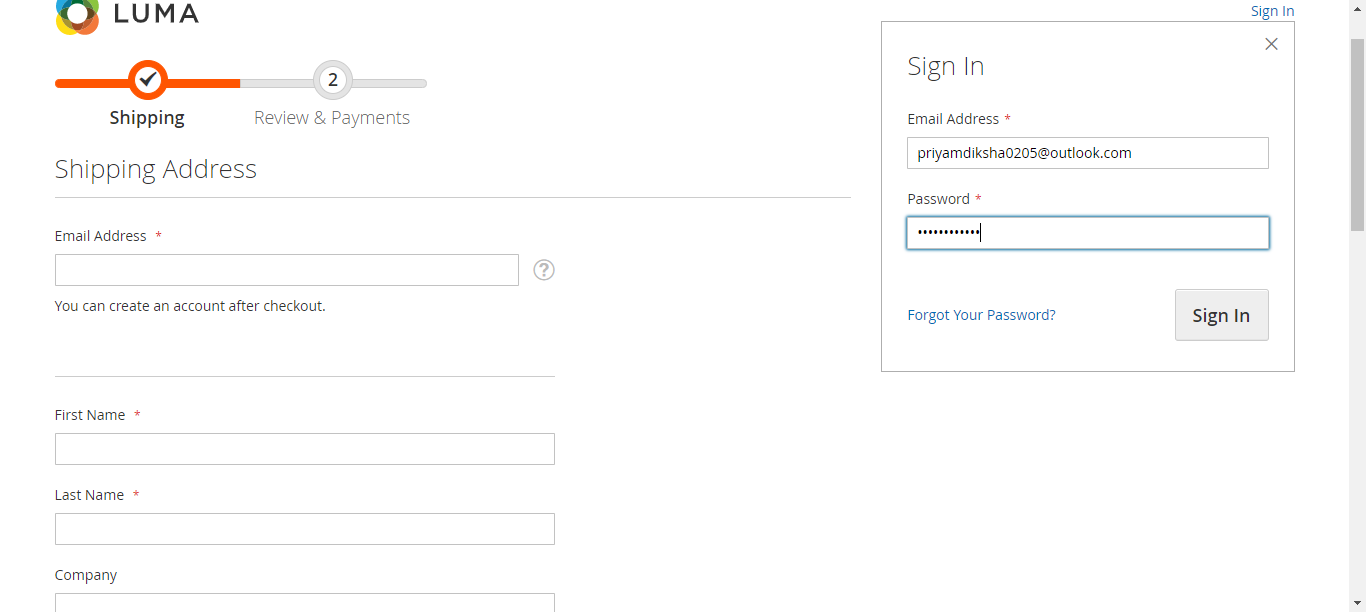 LUMA
Sign In
2
Shipping
Review & Payments
Shipping Address
Email Address *
?
You can create an account after checkout.
First Name *
Last Name *
Company
Sign In
Email Address *
priyamdiksha0205@outlook.com
Password *
••••••••••••
Forgot Your Password?
Sign In